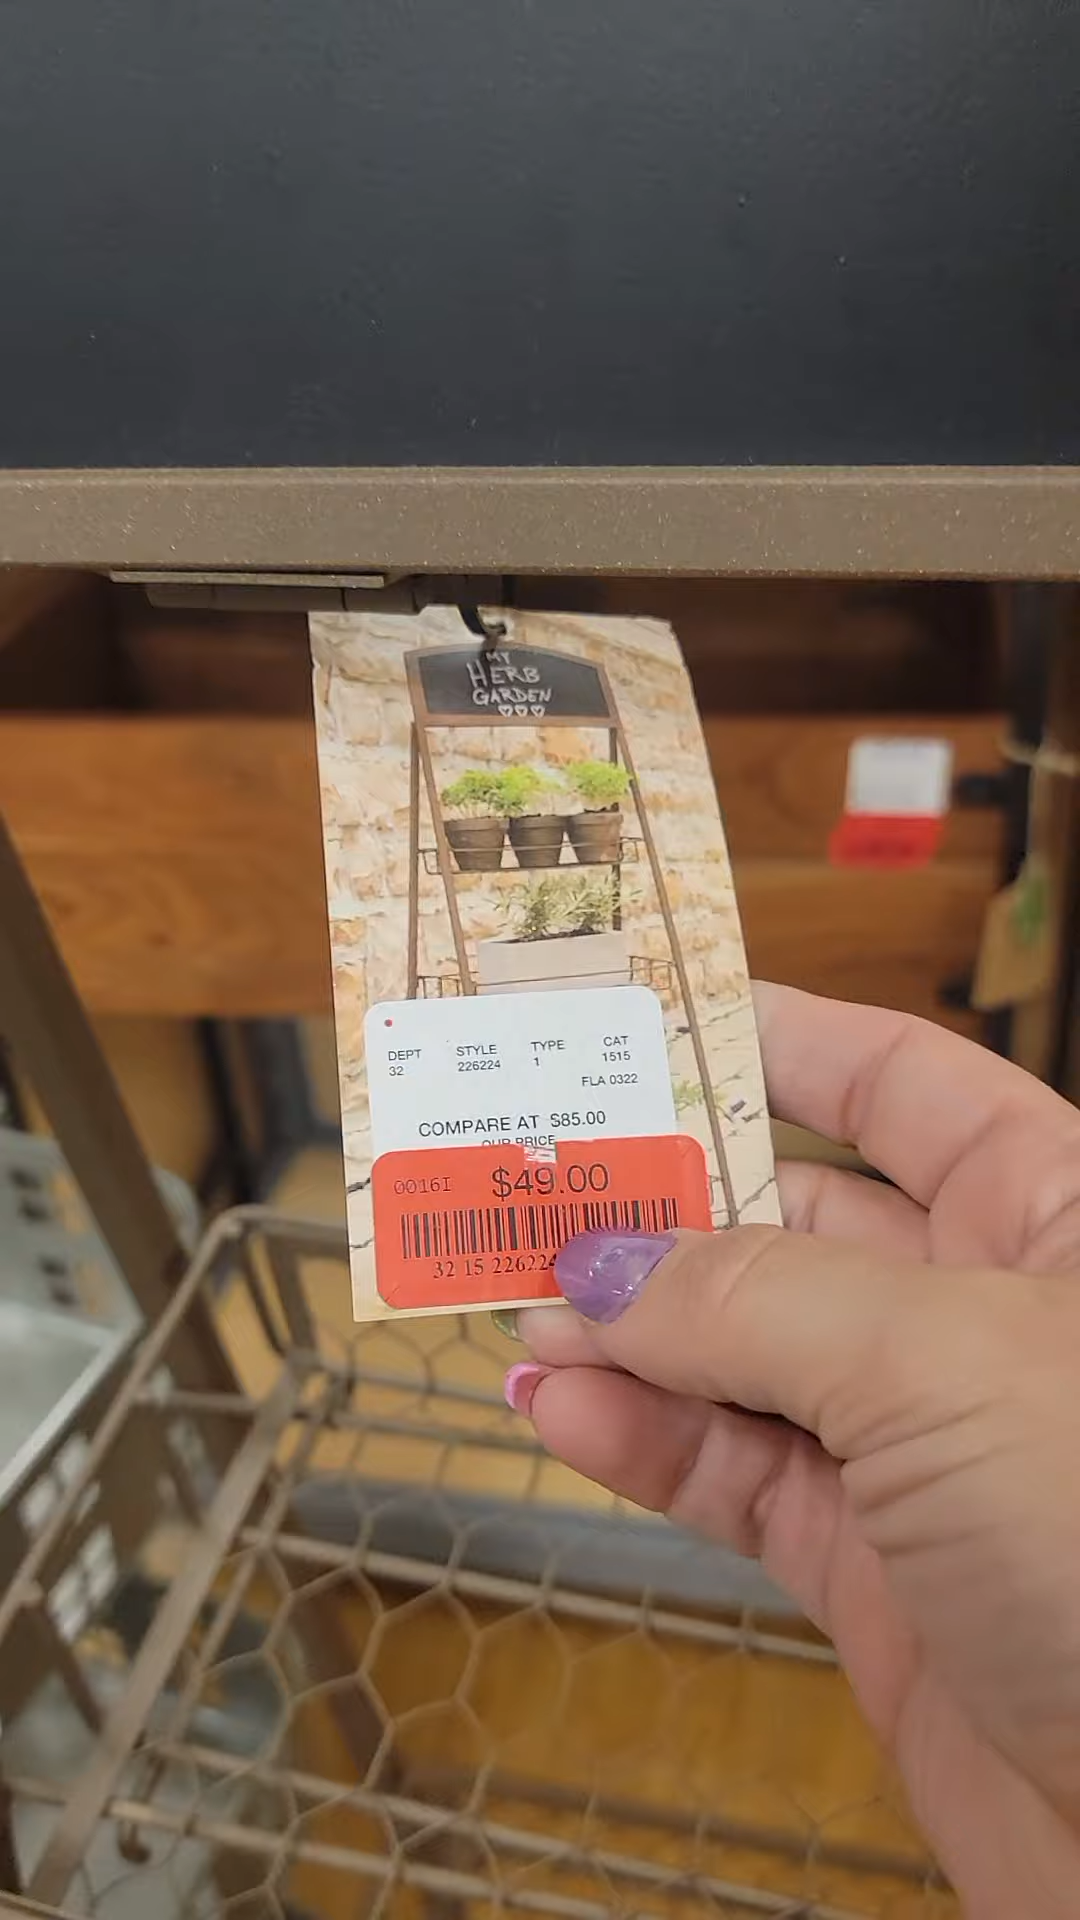 MY
HERB
GARDEN
DEPT STYLE TYPE CAT
32 226224 1 1515
FLA 0322
COMPARE AT $85.00
OUR PRICE
0016I $49.00
32 15 226224